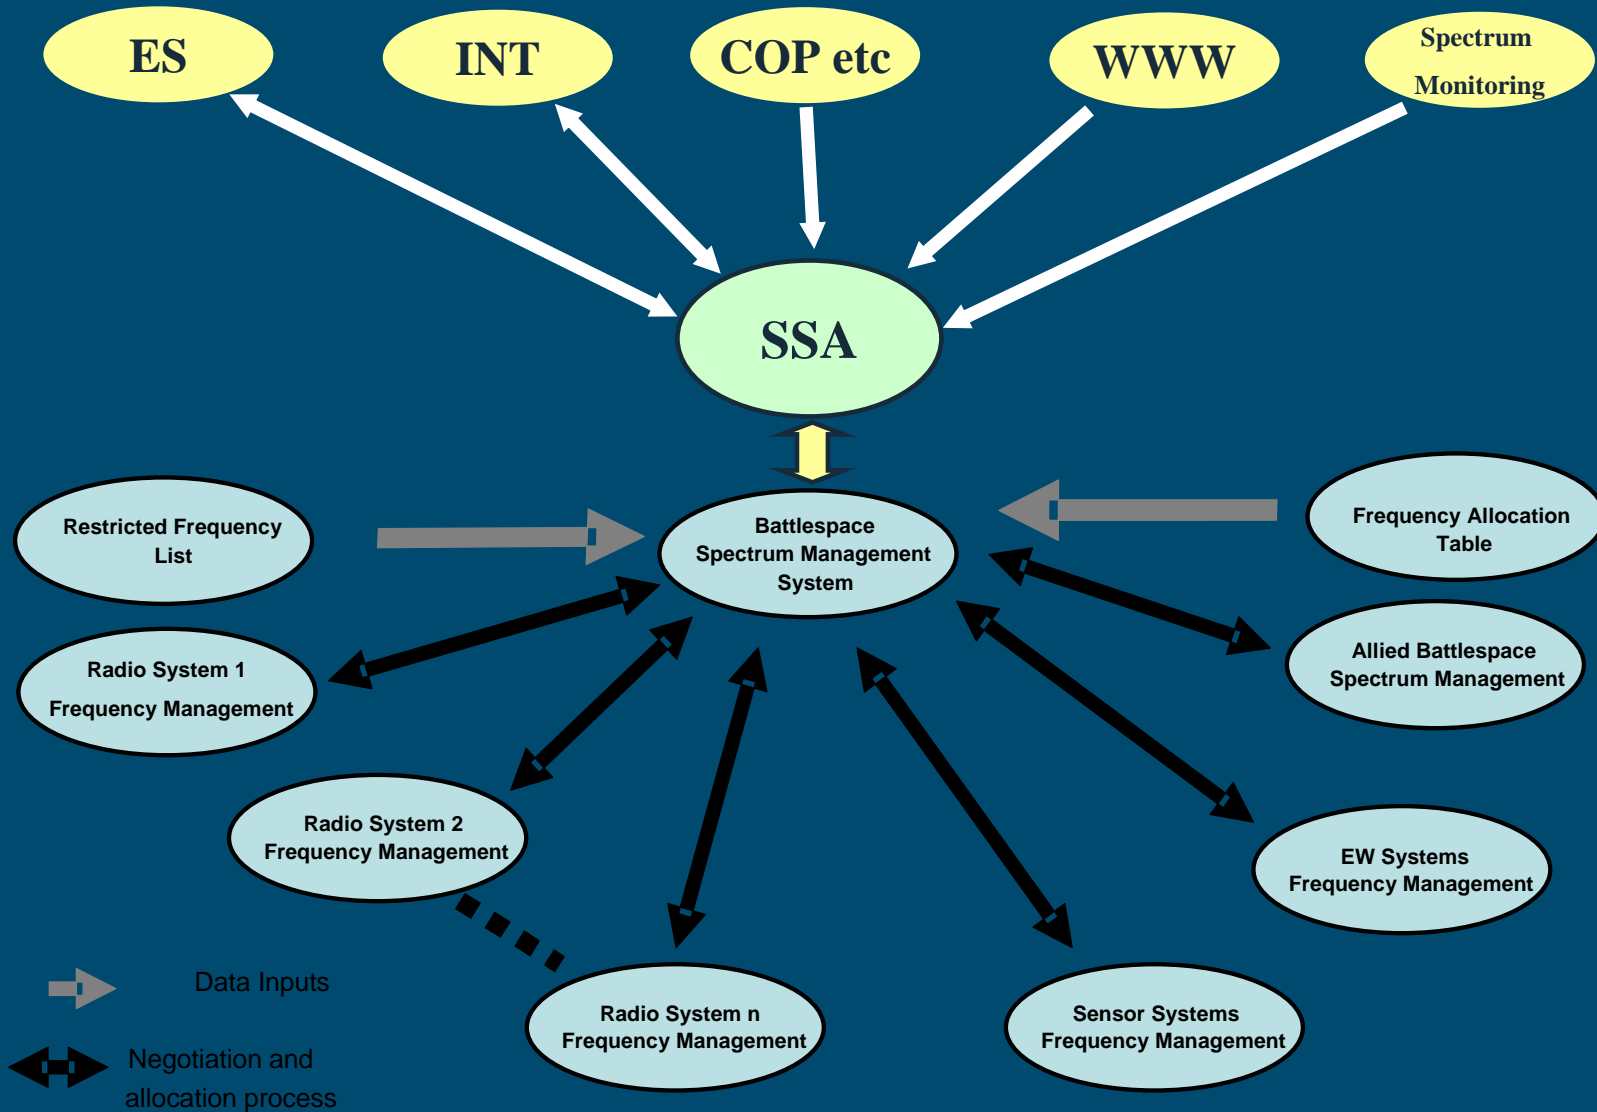 ES
INT
COP etc
WWW
Spectrum
Monitoring
SSA
Restricted Frequency
List
Battlespace
Spectrum Management
System
Frequency Allocation
Table
Radio System 1
Frequency Management
Allied Battlespace
Spectrum Management
Radio System 2
Frequency Management
EW Systems
Frequency Management
Data Inputs
Radio System n
Frequency Management
Sensor Systems
Frequency Management
Negotiation and
allocation process